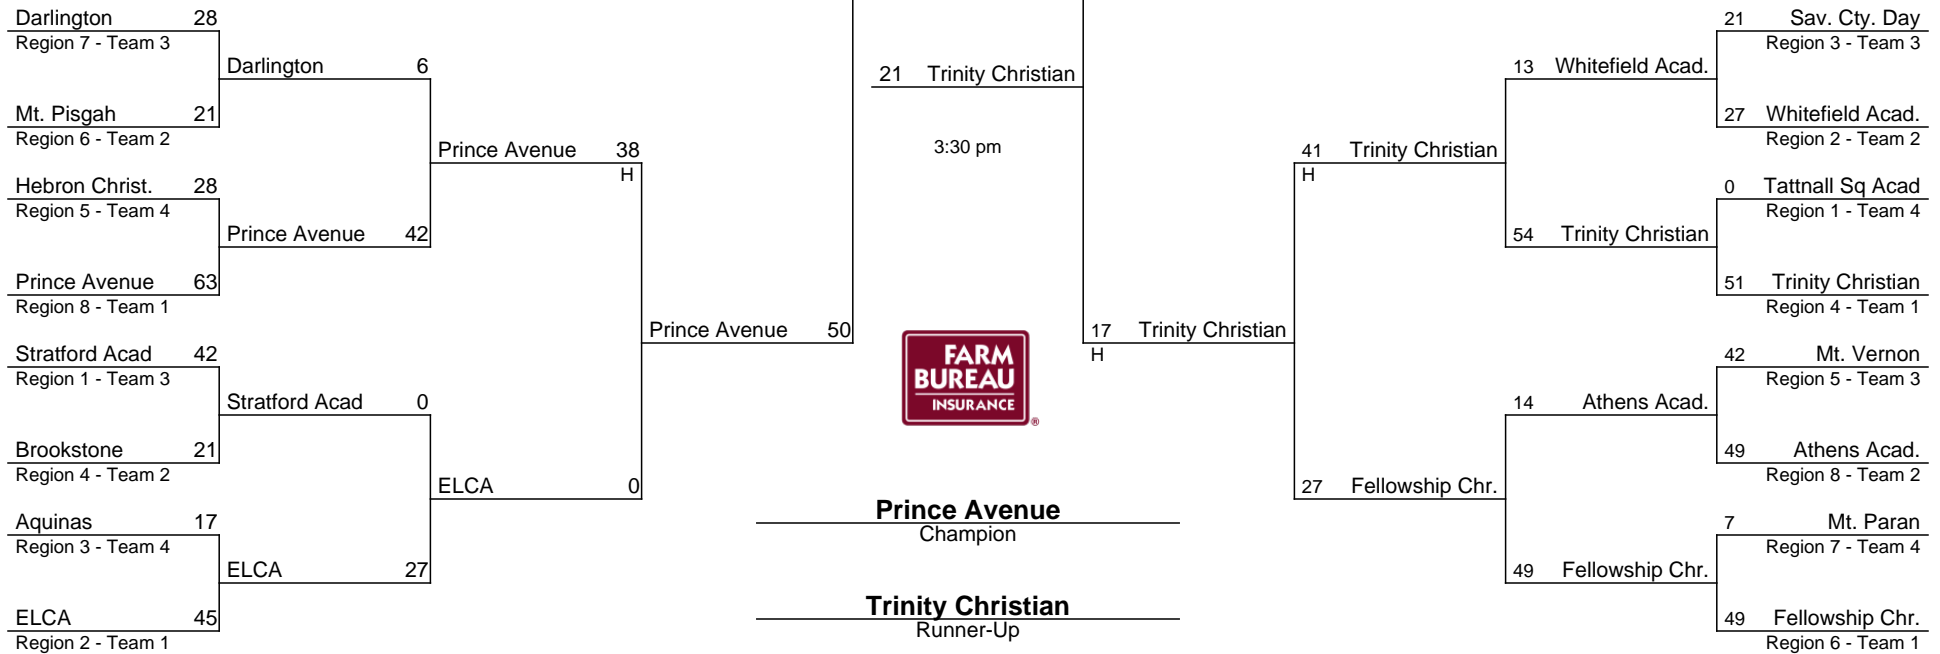 Darlington 28
Region 7 - Team 3
Mt. Pisgah 21
Region 6 - Team 2
Hebron Christ. 28
Region 5 - Team 4
Prince Avenue 63
Region 8 - Team 1
Stratford Acad 42
Region 1 - Team 3
Brookstone 21
Region 4 - Team 2
Aquinas 17
Region 3 - Team 4
ELCA 45
Region 2 - Team 1
Darlington 6
Prince Avenue 42
Stratford Acad 0
ELCA 27
Prince Avenue 38
H
ELCA 0
Prince Avenue 50
21 Trinity Christian
3:30 pm
FARM
BUREAU
INSURANCE
®
Prince Avenue
Champion
Trinity Christian
Runner-Up
17 Trinity Christian
H
41 Trinity Christian
H
27 Fellowship Chr.
13 Whitefield Acad.
54 Trinity Christian
14 Athens Acad.
49 Fellowship Chr.
21 Sav. Cty. Day
Region 3 - Team 3
27 Whitefield Acad.
Region 2 - Team 2
0 Tattnall Sq Acad
Region 1 - Team 4
51 Trinity Christian
Region 4 - Team 1
42 Mt. Vernon
Region 5 - Team 3
49 Athens Acad.
Region 8 - Team 2
7 Mt. Paran
Region 7 - Team 4
49 Fellowship Chr.
Region 6 - Team 1